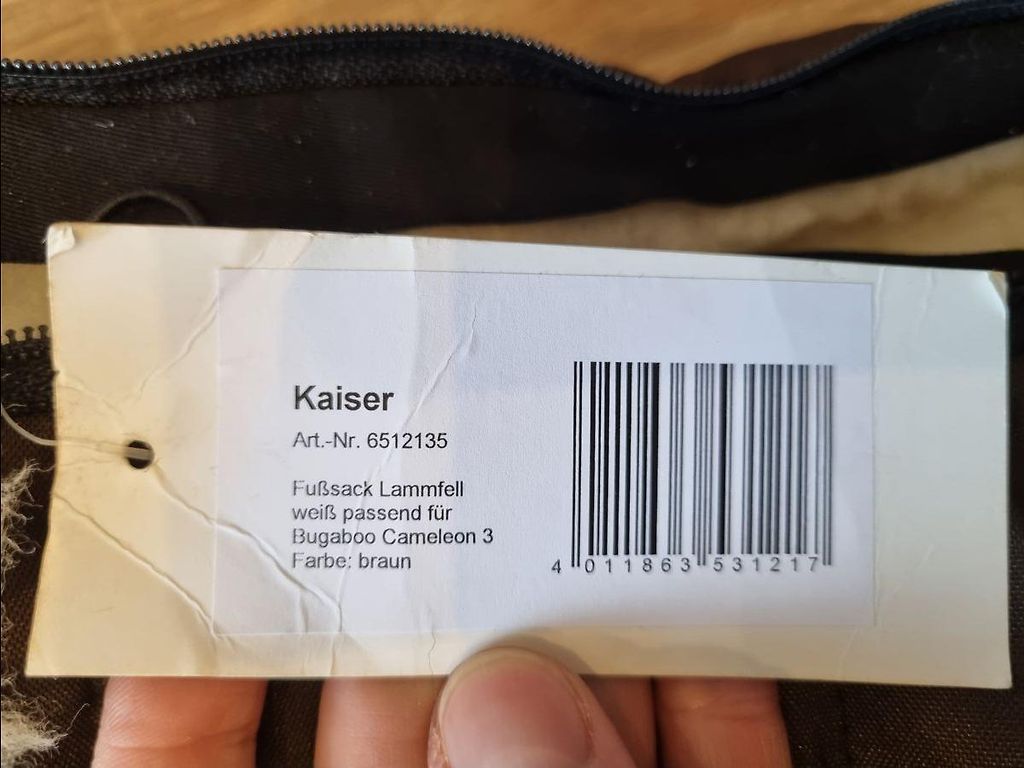 Kaiser
Art.-Nr. 6512135
Fußsack Lammfell
weiß passend für
Bugaboo Cameleon 3
Farbe: braun
4 011863 531217